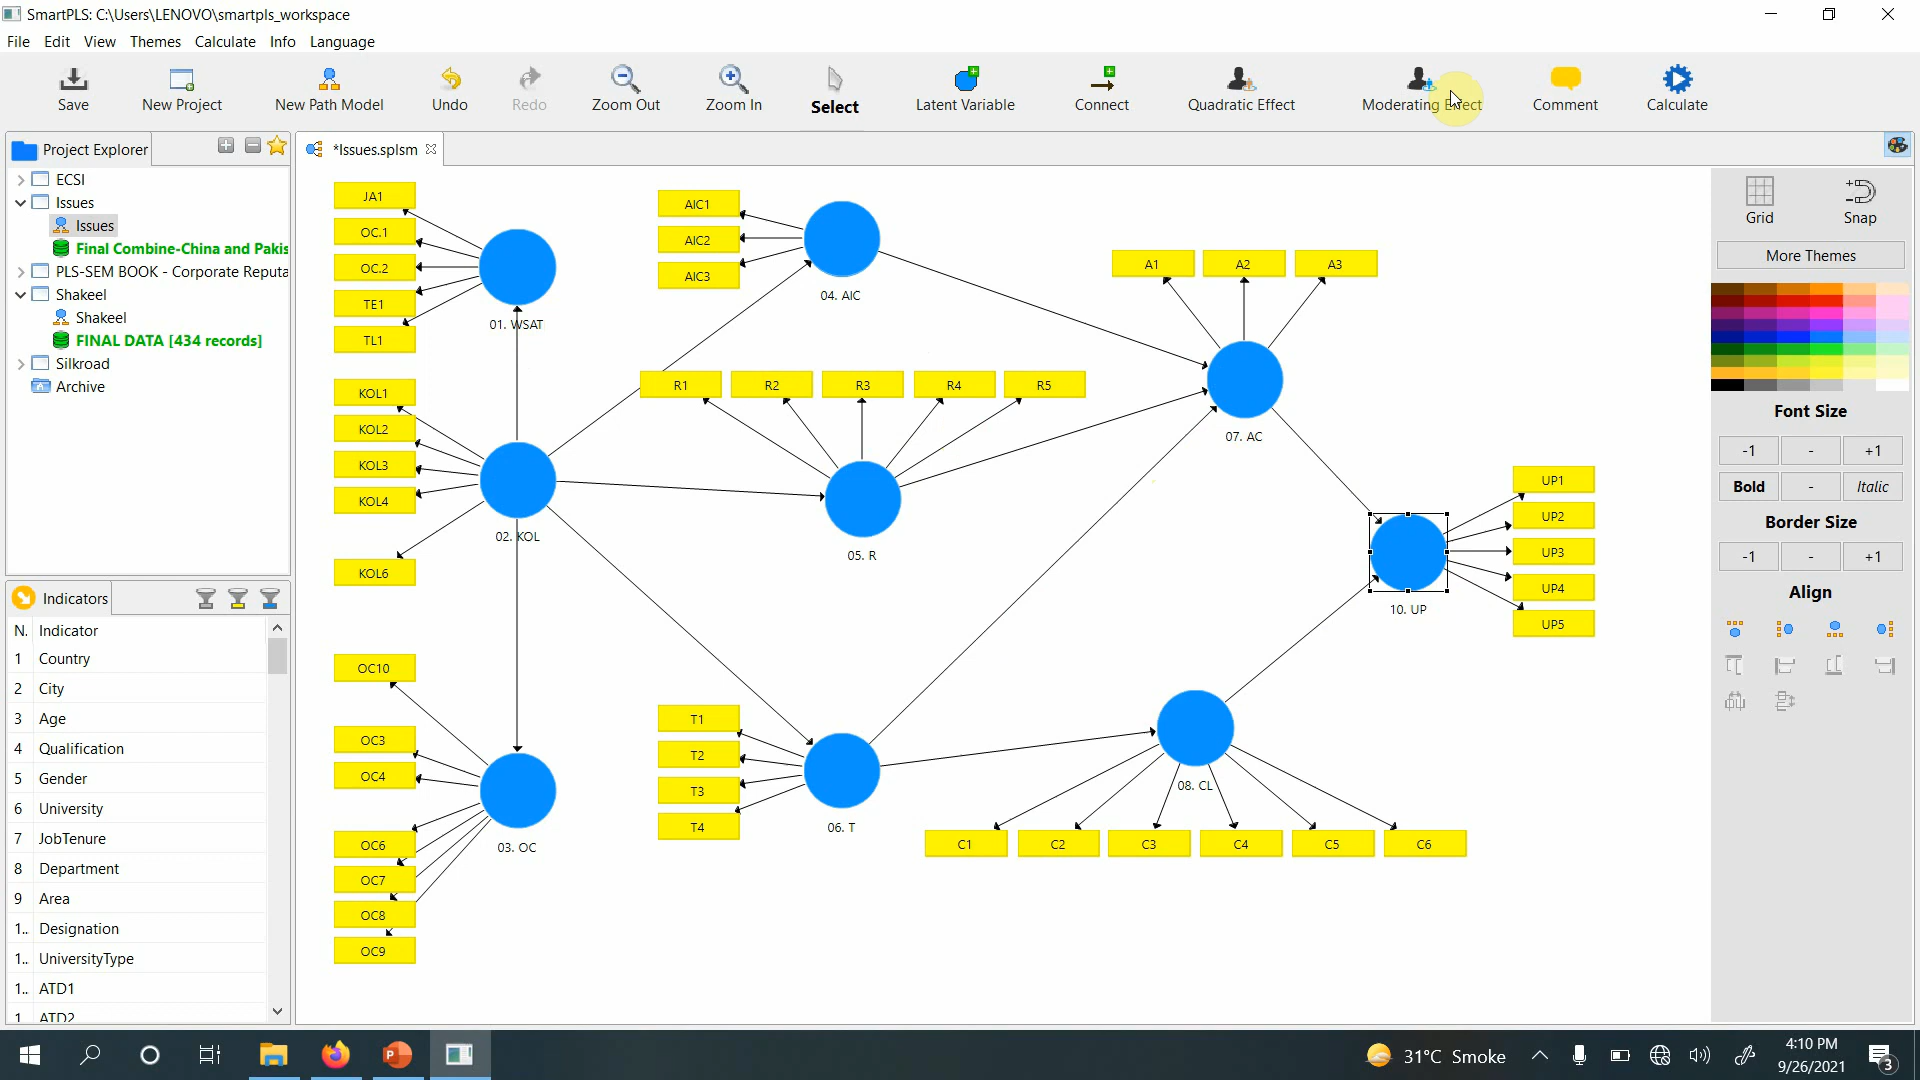 SmartPLS: C:\Users\LENOVO\smartpls_workspace
File Edit View Themes Calculate Info Language
Save New Project New Path Model Undo Redo Zoom Out Zoom In Select Latent Variable Connect Quadratic Effect Moderating Effect Comment Calculate
Project Explorer
*Issues.splsm
ECSI
Issues
Issues
Final Combine-China and Pakis
PLS-SEM BOOK - Corporate Reputa
Shakeel
Shakeel
FINAL DATA [434 records]
Silkroad
Archive
Indicators
N. Indicator
1 Country
2 City
3 Age
4 Qualification
5 Gender
6 University
7 JobTenure
8 Department
9 Area
1.. Designation
1.. UniversityType
1.. ATD1
1 ATD2
JA1
OC.1
OC.2
TE1
TL1
01. WSAT
KOL1
KOL2
KOL3
KOL4
KOL6
02. KOL
OC10
OC3
OC4
OC6
OC7
OC8
OC9
03. OC
AIC1
AIC2
AIC3
04. AIC
R1 R2 R3 R4 R5
05. R
T1
T2
T3
T4
06. T
A1 A2 A3
07. AC
08. CL
C1 C2 C3 C4 C5 C6
10. UP
UP1
UP2
UP3
UP4
UP5
Grid Snap
More Themes
Font Size
-1 - +1
Bold - Italic
Border Size
-1 - +1
Align
31°C Smoke
4:10 PM
9/26/2021
3